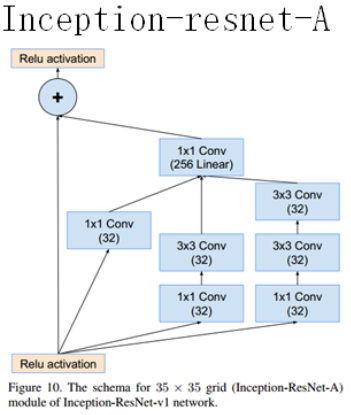 Inception-resnet-A
Relu activation
+
1x1 Conv
(256 Linear)
3x3 Conv
(32)
1x1 Conv
(32)
3x3 Conv
(32)
3x3 Conv
(32)
1x1 Conv
(32)
1x1 Conv
(32)
Relu activation
Figure 10. The schema for 35 × 35 grid (Inception-ResNet-A)
module of Inception-ResNet-v1 network.